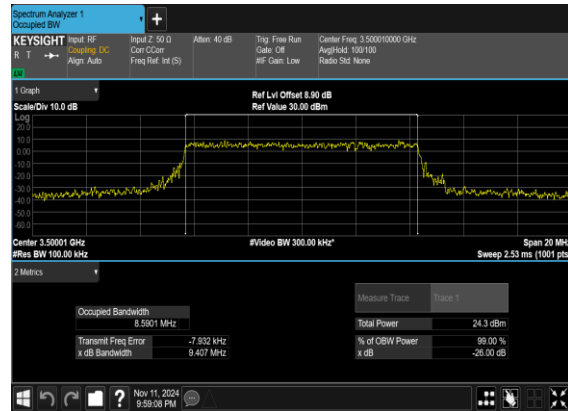 Spectrum Analyzer 1
Occupied BW
+
KEYSIGHT
R T
LU
Input: RF
Coupling: DC
Align: Auto
Input Z: 50 Ω
Corr CCorr
Freq Ref: Int (S)
Atten: 40 dB
Trig: Free Run
Gate: Off
#IF Gain: Low
Center Freq: 3.500010000 GHz
Avg|Hold: 100/100
Radio Std: None
1 Graph
Scale/Div 10.0 dB
Ref Lvl Offset 8.90 dB
Ref Value 30.00 dBm
Log
20.0
10.0
0.00
-10.0
-20.0
-30.0
-40.0
-50.0
-60.0
Center 3.50001 GHz
#Res BW 100.00 kHz
#Video BW 300.00 kHz*
Span 20 MHz
Sweep 2.53 ms (1001 pts)
2 Metrics
Measure Trace Trace 1
Occupied Bandwidth
8.5901 MHz
Total Power 24.3 dBm
Transmit Freq Error -7.932 kHz
% of OBW Power 99.00 %
x dB Bandwidth 9.407 MHz
x dB -26.00 dB
?
Nov 11, 2024
9:59:08 PM